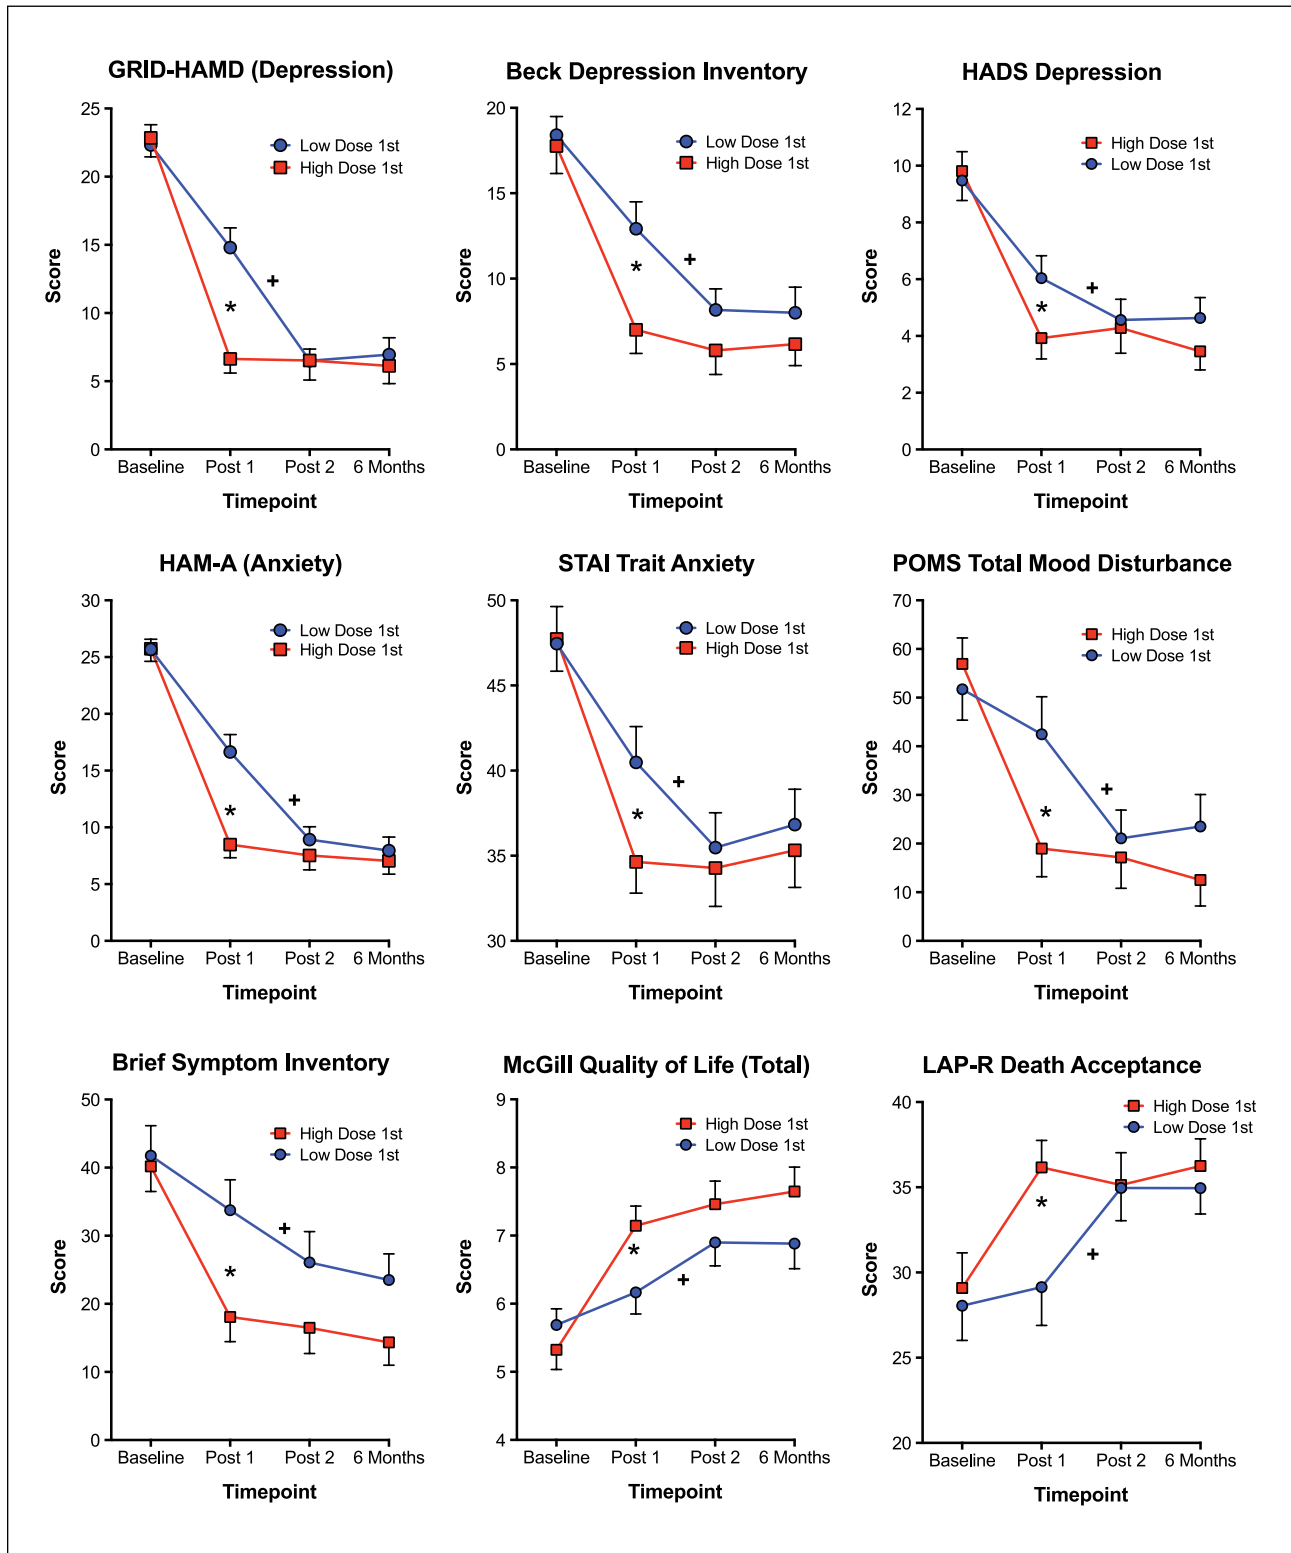 GRID-HAMD (Depression)
25
20
15
10
5
0
Score
Low Dose 1st
High Dose 1st
*
+
Baseline Post 1 Post 2 6 Months
Timepoint
Beck Depression Inventory
20
15
10
5
0
Score
Low Dose 1st
High Dose 1st
*
+
Baseline Post 1 Post 2 6 Months
Timepoint
HADS Depression
12
10
8
6
4
2
0
Score
High Dose 1st
Low Dose 1st
*
+
Baseline Post 1 Post 2 6 Months
Timepoint
HAM-A (Anxiety)
30
25
20
15
10
5
0
Score
Low Dose 1st
High Dose 1st
*
+
Baseline Post 1 Post 2 6 Months
Timepoint
STAI Trait Anxiety
50
45
40
35
30
Score
Low Dose 1st
High Dose 1st
*
+
Baseline Post 1 Post 2 6 Months
Timepoint
POMS Total Mood Disturbance
70
60
50
40
30
20
10
0
Score
High Dose 1st
Low Dose 1st
*
+
Baseline Post 1 Post 2 6 Months
Timepoint
Brief Symptom Inventory
50
40
30
20
10
0
Score
High Dose 1st
Low Dose 1st
*
+
Baseline Post 1 Post 2 6 Months
Timepoint
McGill Quality of Life (Total)
9
8
7
6
5
4
Score
High Dose 1st
Low Dose 1st
*
+
Baseline Post 1 Post 2 6 Months
Timepoint
LAP-R Death Acceptance
40
35
30
25
20
Score
High Dose 1st
Low Dose 1st
*
+
Baseline Post 1 Post 2 6 Months
Timepoint